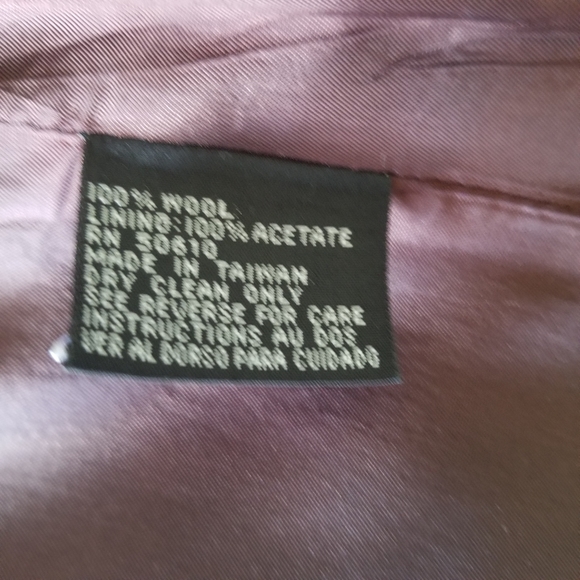 100% WOOL
LINING: 100% ACETATE
RN 50610
MADE IN TAIWAN
DRY CLEAN ONLY
SEE REVERSE FOR CARE
INSTRUCTIONS AU DOS
VER AL DORSO PARA CUIDADO